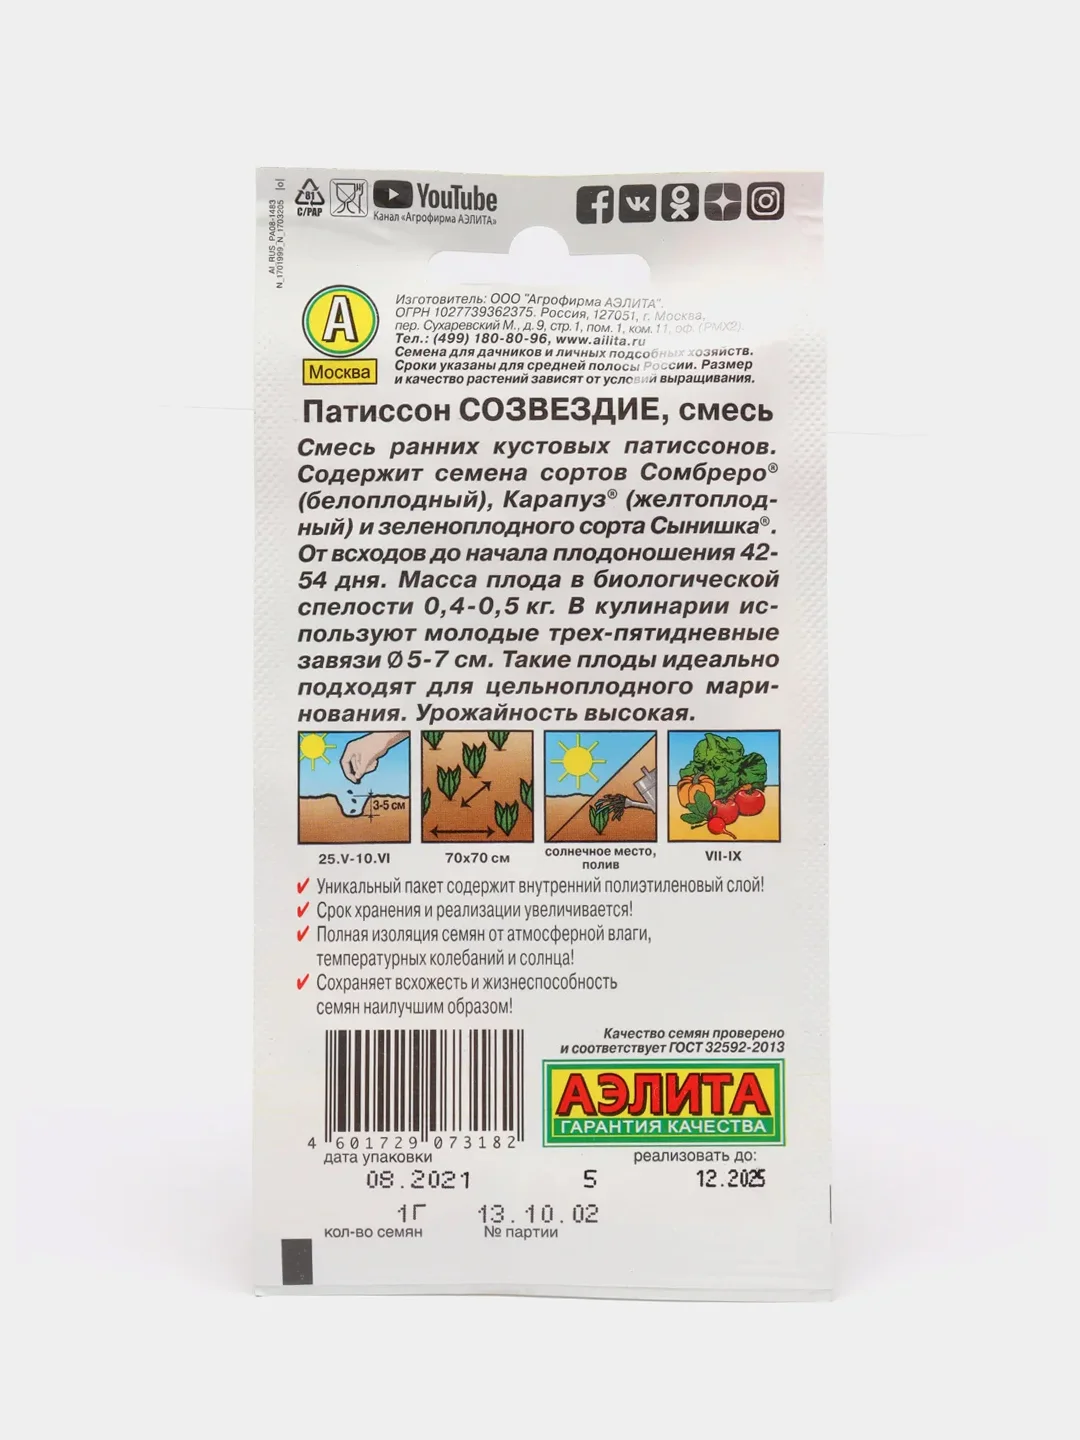 AI_RUS_PA08-1483 |o|
N_1701999_N_1703205
81
C/PAP
YouTube
Канал «Агрофирма АЭЛИТА»
А
Москва
Изготовитель: ООО "Агрофирма АЭЛИТА".
ОГРН 1027739362375. Россия, 127051, г. Москва,
пер. Сухаревский М., д. 9, стр. 1, пом. 1, ком. 11, оф. (РМХ2).
Тел.: (499) 180-80-96, www.ailita.ru
Семена для дачников и личных подсобных хозяйств.
Сроки указаны для средней полосы России. Размер
и качество растений зависят от условий выращивания.
Патиссон СОЗВЕЗДИЕ, смесь
Смесь ранних кустовых патиссонов.
Содержит семена сортов Сомбреро®
(белоплодный), Карапуз® (желтоплод-
ный) и зеленоплодного сорта Сынишка®.
От всходов до начала плодоношения 42-
54 дня. Масса плода в биологической
спелости 0,4-0,5 кг. В кулинарии ис-
пользуют молодые трех-пятидневные
завязи Ø 5-7 см. Такие плоды идеально
подходят для цельноплодного мари-
нования. Урожайность высокая.
3-5 см
25.V-10.VI
70x70 см
солнечное место,
полив
VII-IX
✓ Уникальный пакет содержит внутренний полиэтиленовый слой!
✓ Срок хранения и реализации увеличивается!
✓ Полная изоляция семян от атмосферной влаги,
температурных колебаний и солнца!
✓ Сохраняет всхожесть и жизнеспособность
семян наилучшим образом!
Качество семян проверено
и соответствует ГОСТ 32592-2013
АЭЛИТА
ГАРАНТИЯ КАЧЕСТВА
4 601729 073182
дата упаковки
реализовать до:
08.2021 5 12.2025
1Г 13.10.02
кол-во семян № партии